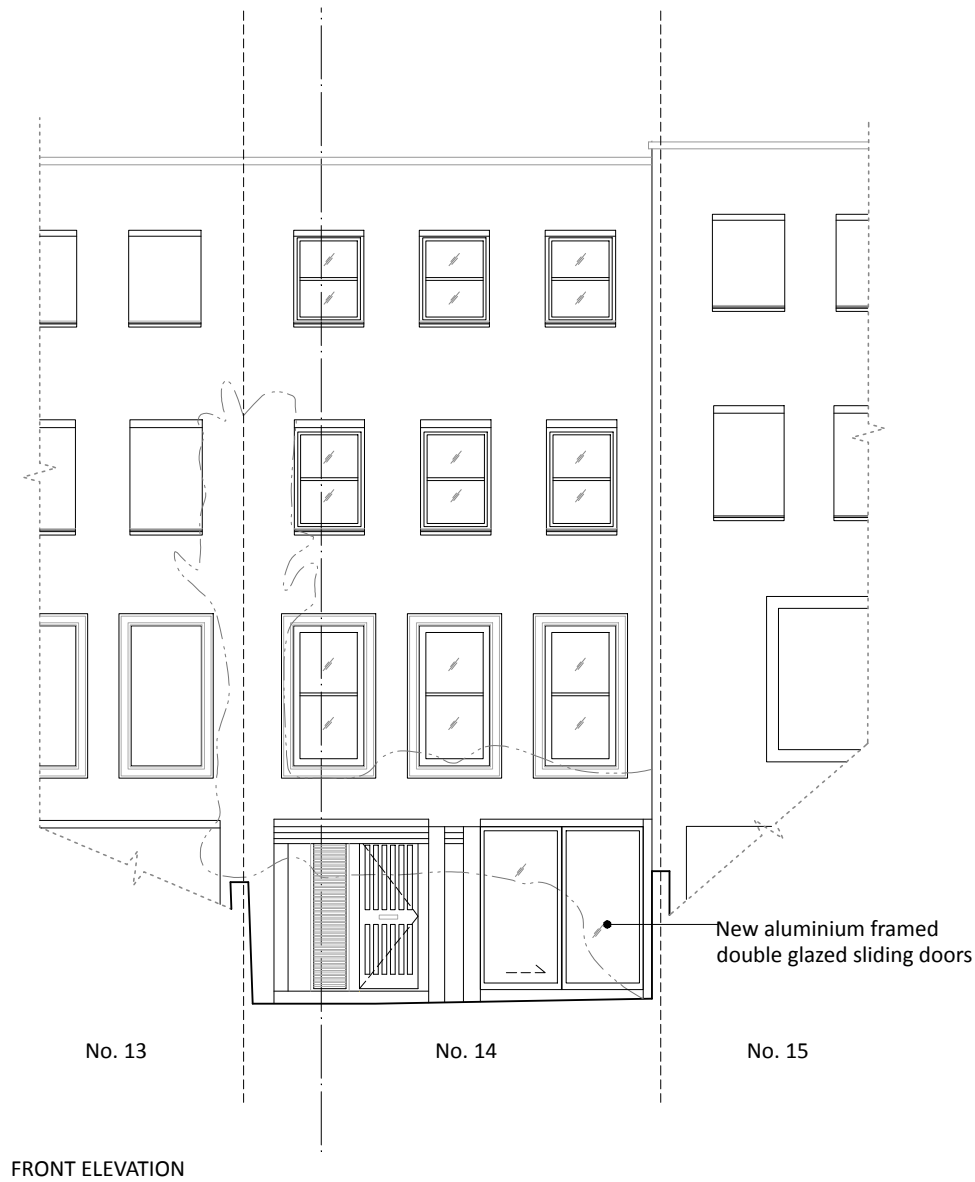 New aluminium framed
double glazed sliding doors
No. 13
No. 14
No. 15
FRONT ELEVATION